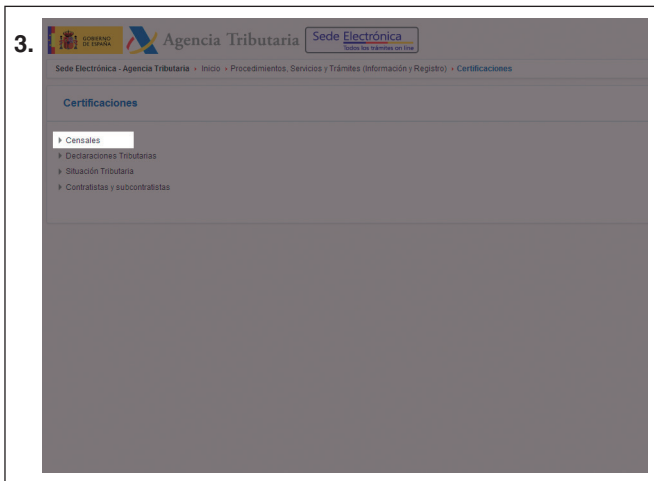 3.
GOBIERNO
DE ESPAÑA
Agencia Tributaria
Sede Electrónica
Todos los trámites on line
Sede Electrónica - Agencia Tributaria › Inicio › Procedimientos, Servicios y Trámites (Información y Registro) › Certificaciones
Certificaciones
Censales
Declaraciones Tributarias
Situación Tributaria
Contratistas y subcontratistas